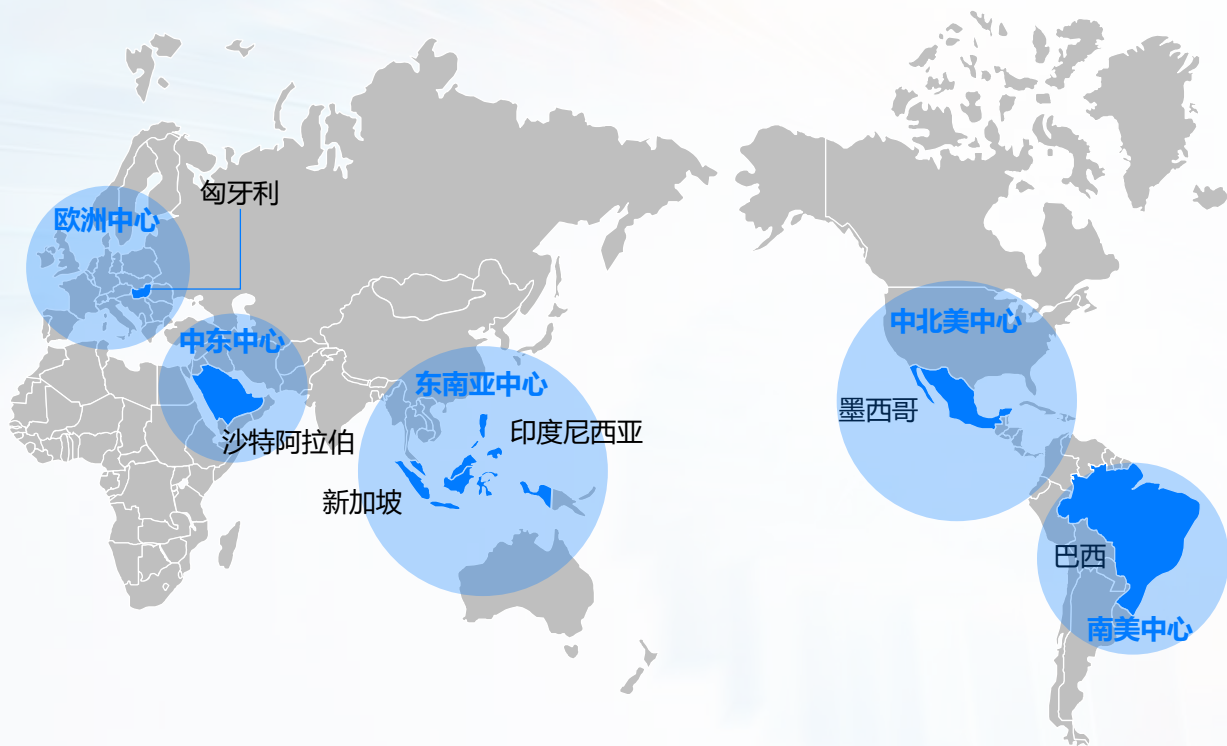 匈牙利
欧洲中心
中东中心
沙特阿拉伯
东南亚中心
印度尼西亚
新加坡
中北美中心
墨西哥
巴西
南美中心